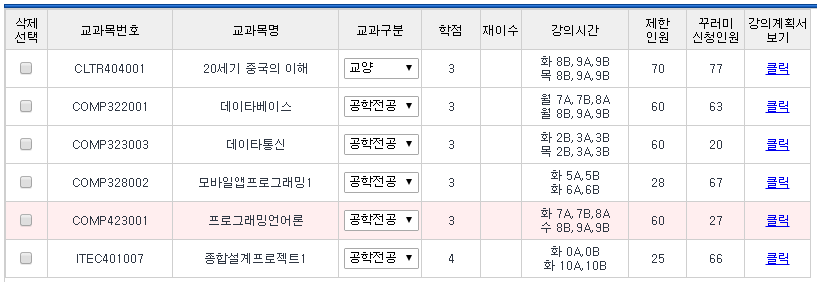 삭제 선택 교과목번호 교과목명 교과구분 학점 재이수 강의시간 제한 인원 꾸러미 신청인원 강의계획서 보기
CLTR404001 20세기 중국의 이해 교양 ▼ 3 화 8B,9A,9B 70 77 클릭
목 8B,9A,9B
COMP322001 데이타베이스 공학전공 ▼ 3 월 7A,7B,8A 60 63 클릭
월 8B,9A,9B
COMP323003 데이타통신 공학전공 ▼ 3 화 2B,3A,3B 60 20 클릭
목 2B,3A,3B
COMP328002 모바일앱프로그래밍1 공학전공 ▼ 3 화 5A,5B 28 67 클릭
화 6A,6B
COMP423001 프로그래밍언어론 공학전공 ▼ 3 화 7A,7B,8A 60 27 클릭
수 8B,9A,9B
ITEC401007 종합설계프로젝트1 공학전공 ▼ 4 화 0A,0B 25 66 클릭
화 10A,10B